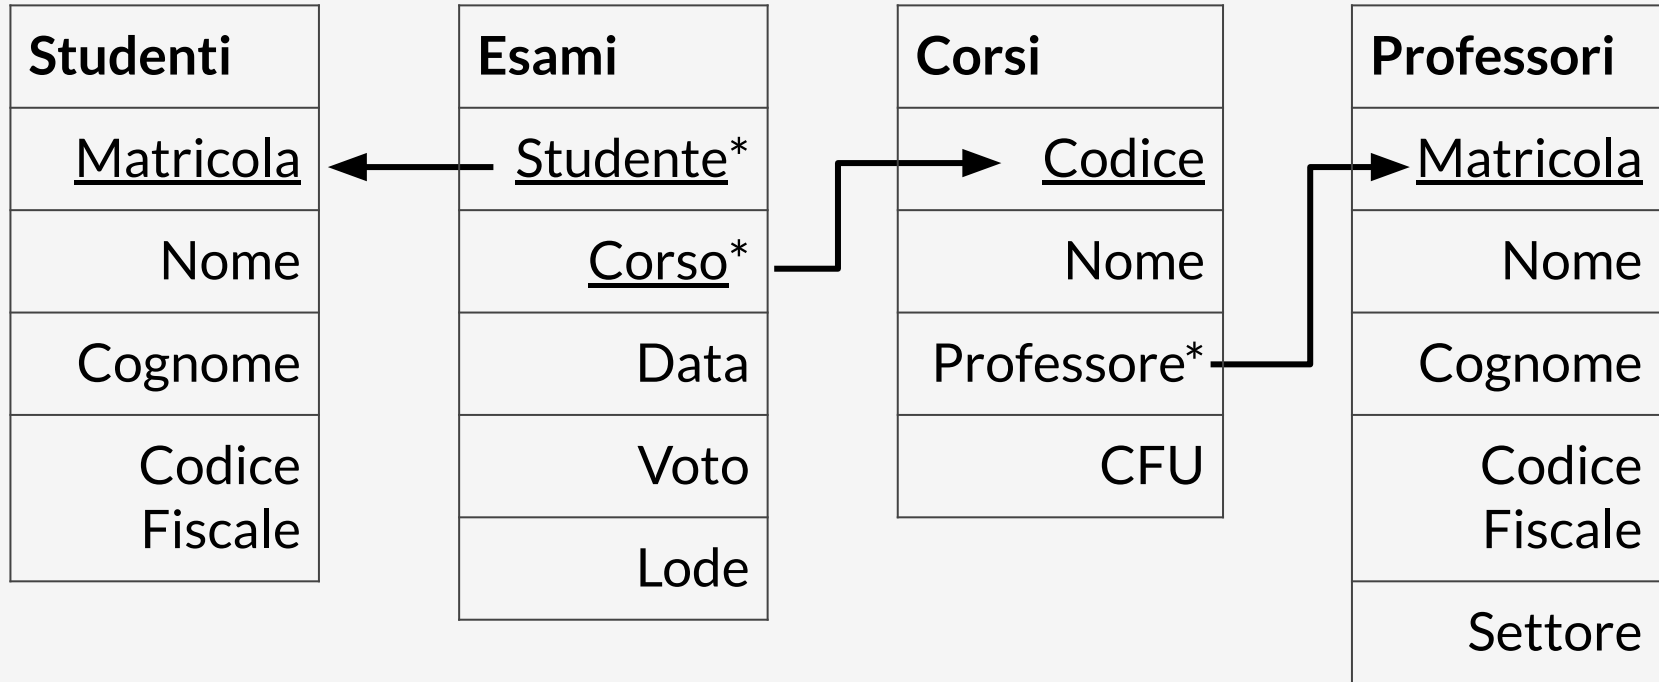 Studenti
Matricola
Nome
Cognome
Codice
Fiscale
Esami
Studente*
Corso*
Data
Voto
Lode
Corsi
Codice
Nome
Professore*
CFU
Professori
Matricola
Nome
Cognome
Codice
Fiscale
Settore